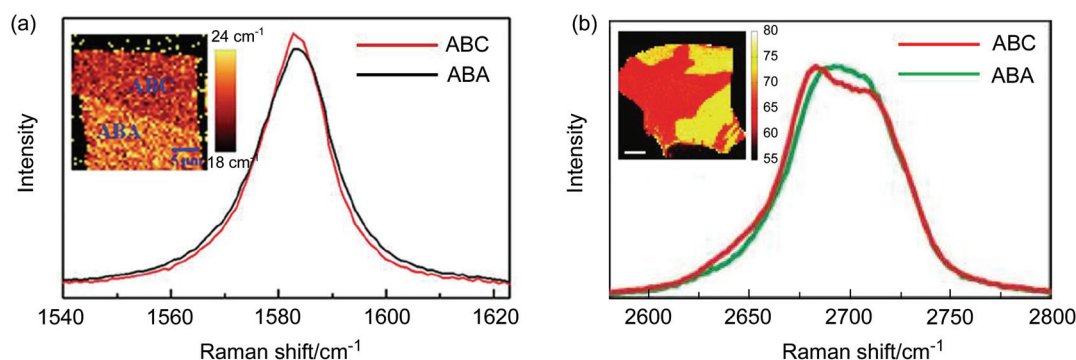 (a)
24 cm⁻¹
ABC
ABA
5 μm
18 cm⁻¹
ABC
ABA
Intensity
1540
1560
1580
1600
1620
Raman shift/cm⁻¹
(b)
80
75
70
65
60
55
ABC
ABA
Intensity
2600
2650
2700
2750
2800
Raman shift/cm⁻¹